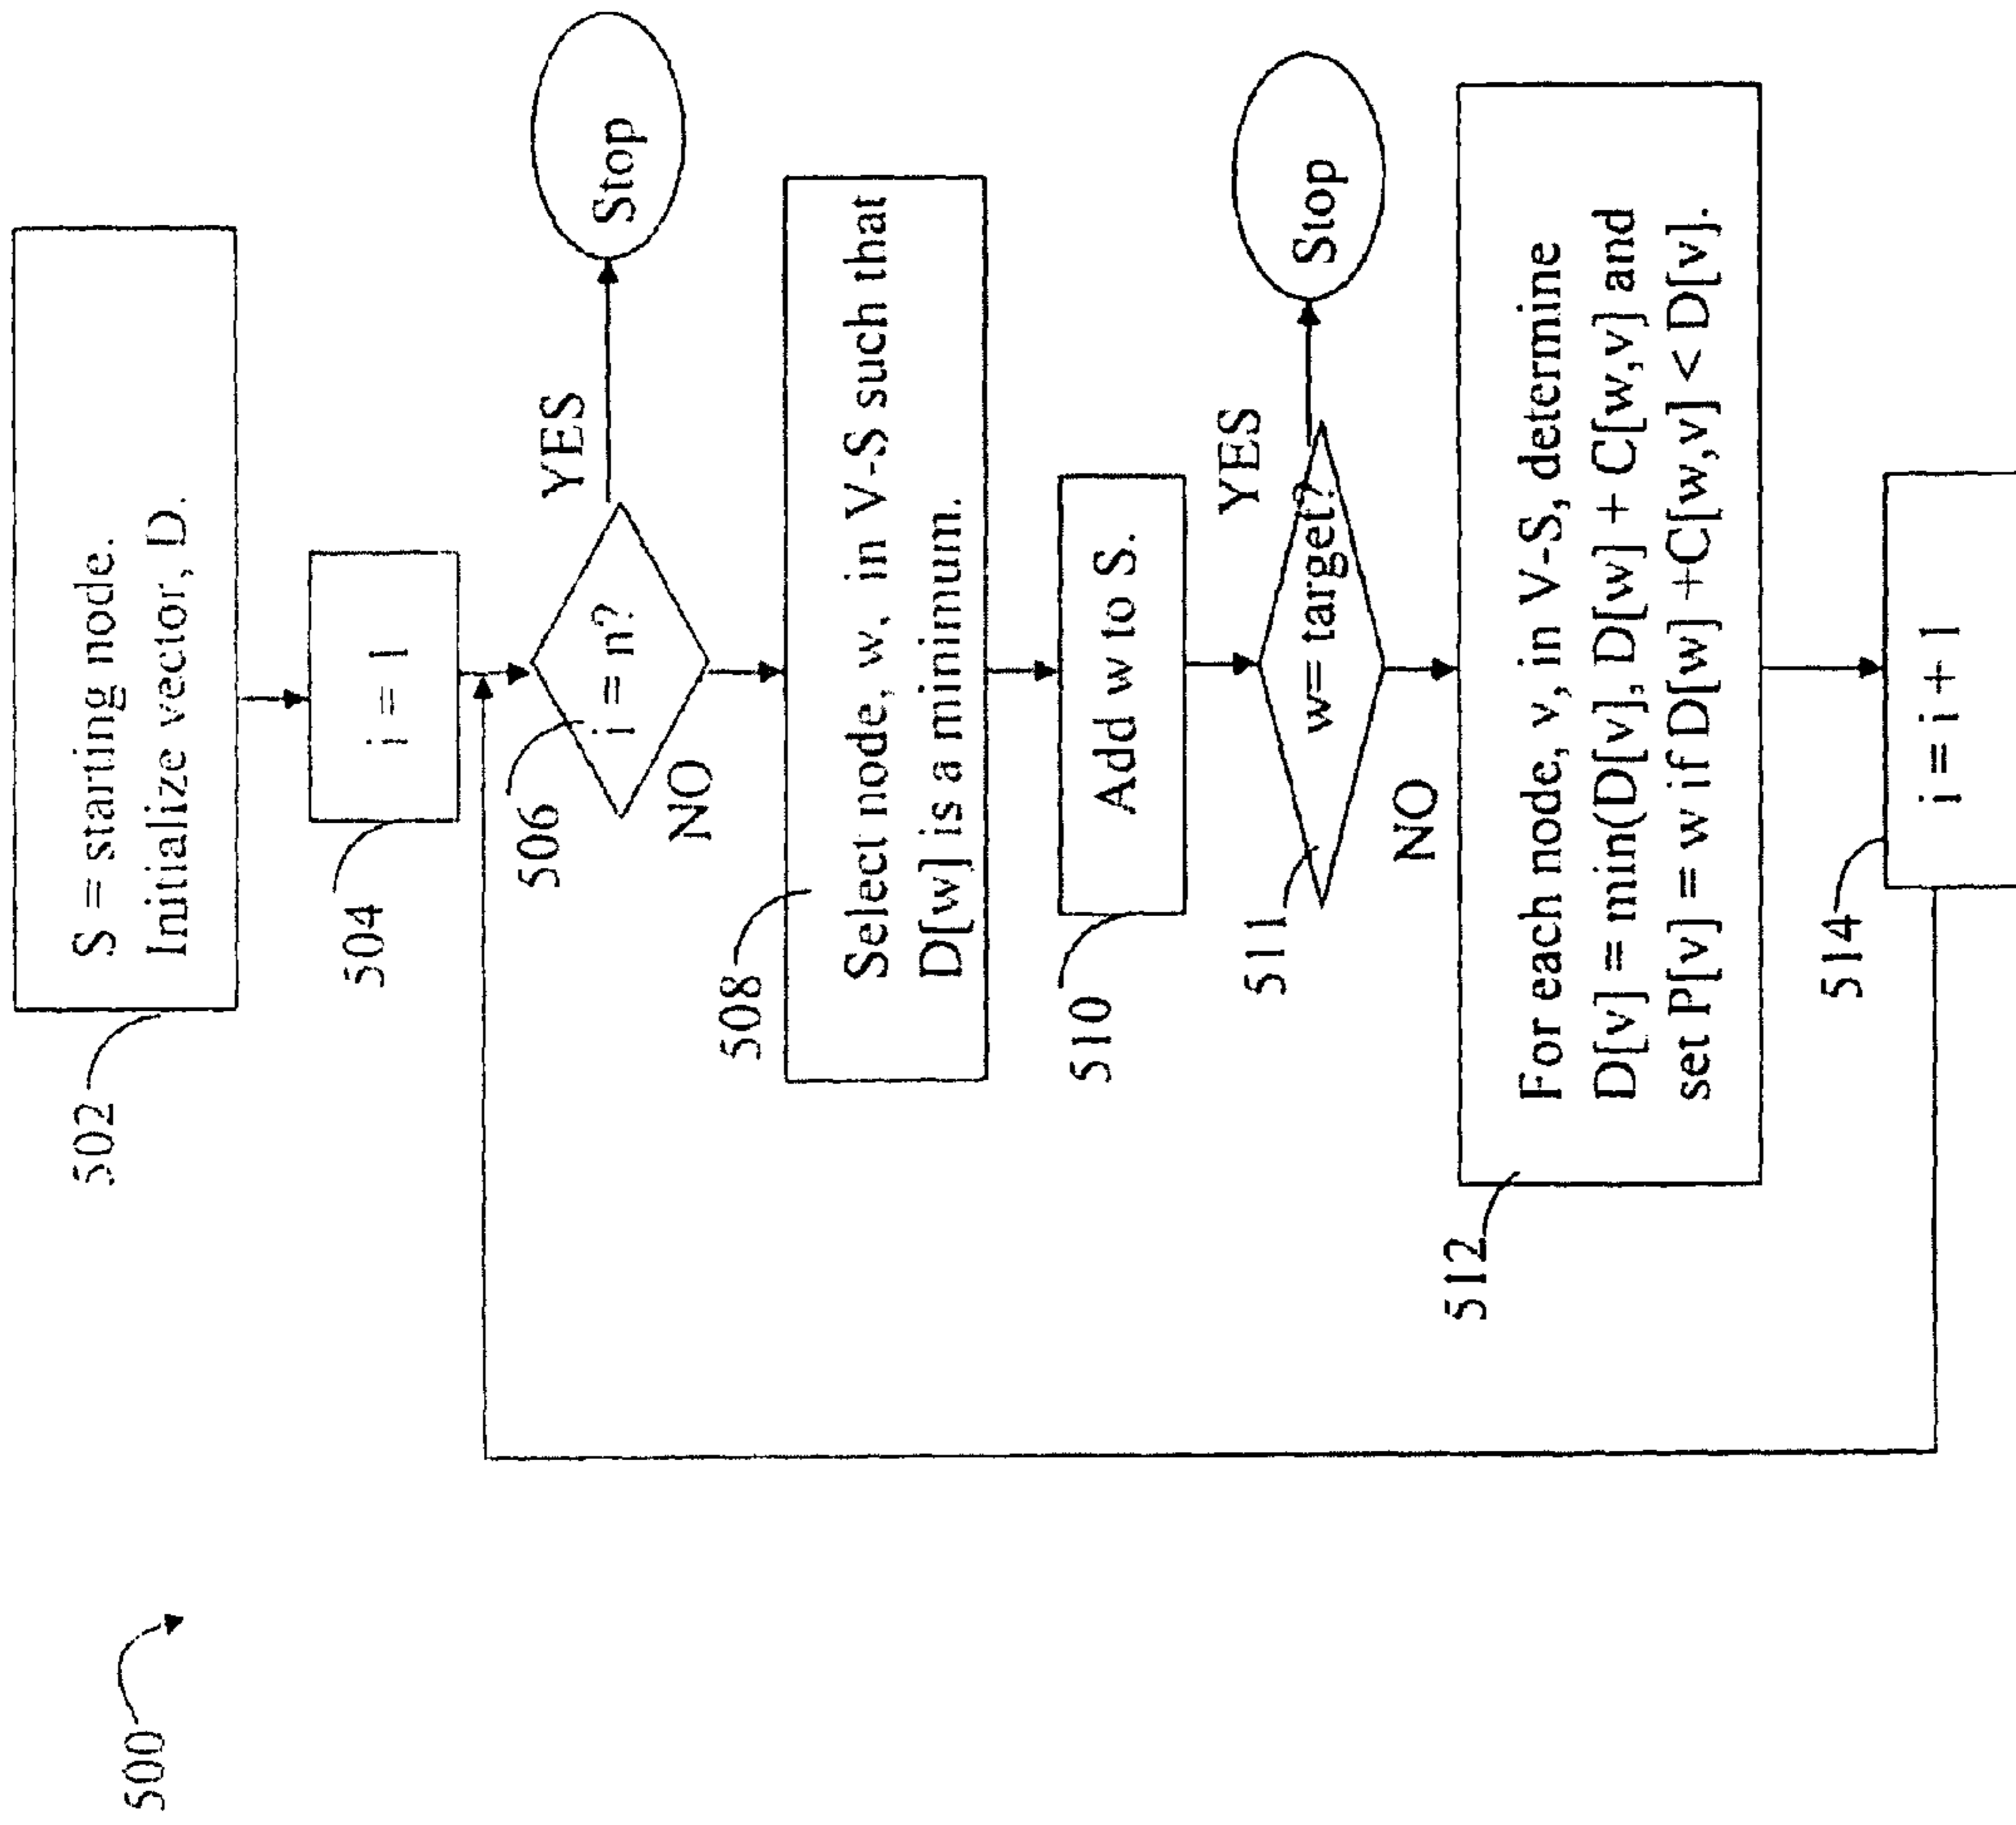 500
502
S = starting node.
Initialize vector, D.
504
i = 1
506
i = n?
YES
Stop
NO
508
Select node, w, in V-S such that
D[w] is a minimum.
510
Add w to S.
511
w= target?
YES
Stop
NO
512
For each node, v, in V-S, determine
D[v] = min(D[v], D[w] + C[w,v] and
set P[v] = w if D[w] +C[w,v] < D[v].
514
i = i + 1